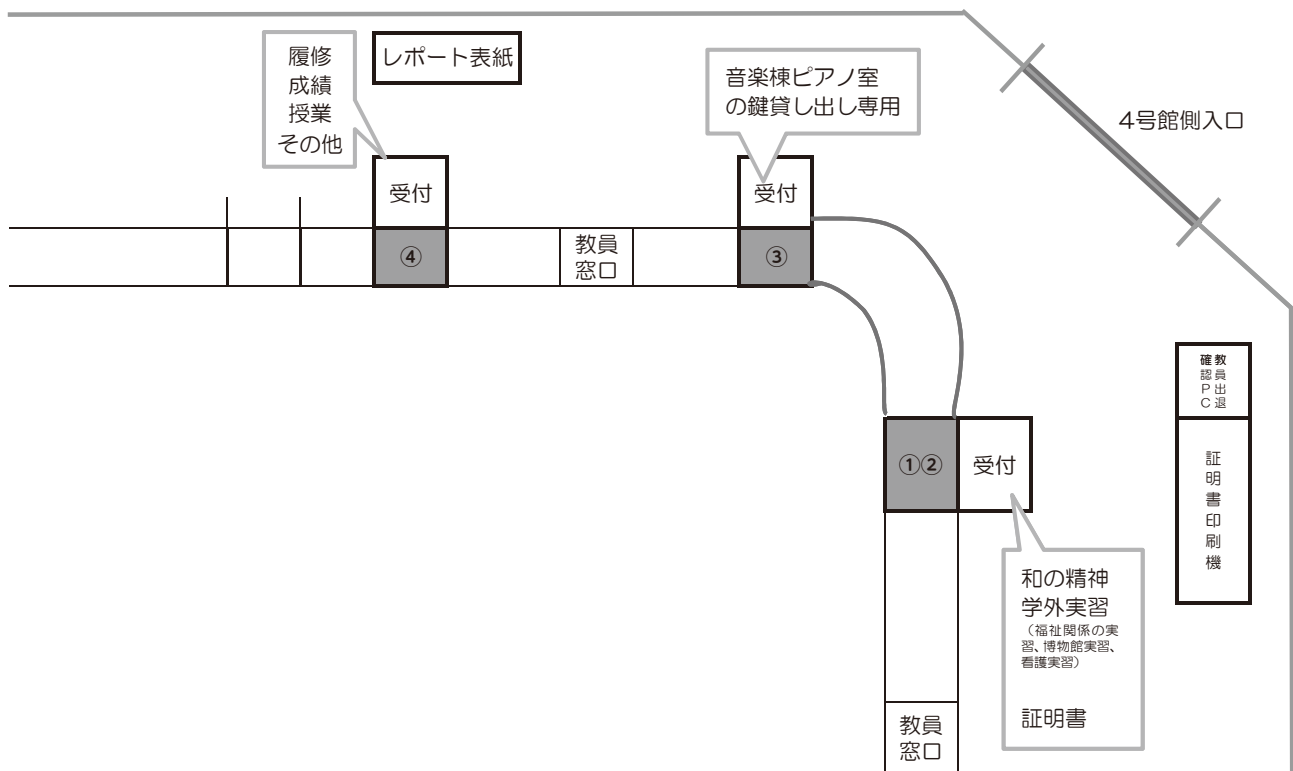 履修
成績
授業
その他
レポート表紙
音楽棟ピアノ室
の鍵貸し出し専用
4号館側入口
受付
受付
④
教員
窓口
③
教員出退
確認PC
①②
受付
証明書印刷機
和の精神
学外実習
（福祉関係の実
習、博物館実習、
看護実習）
証明書
教員
窓口